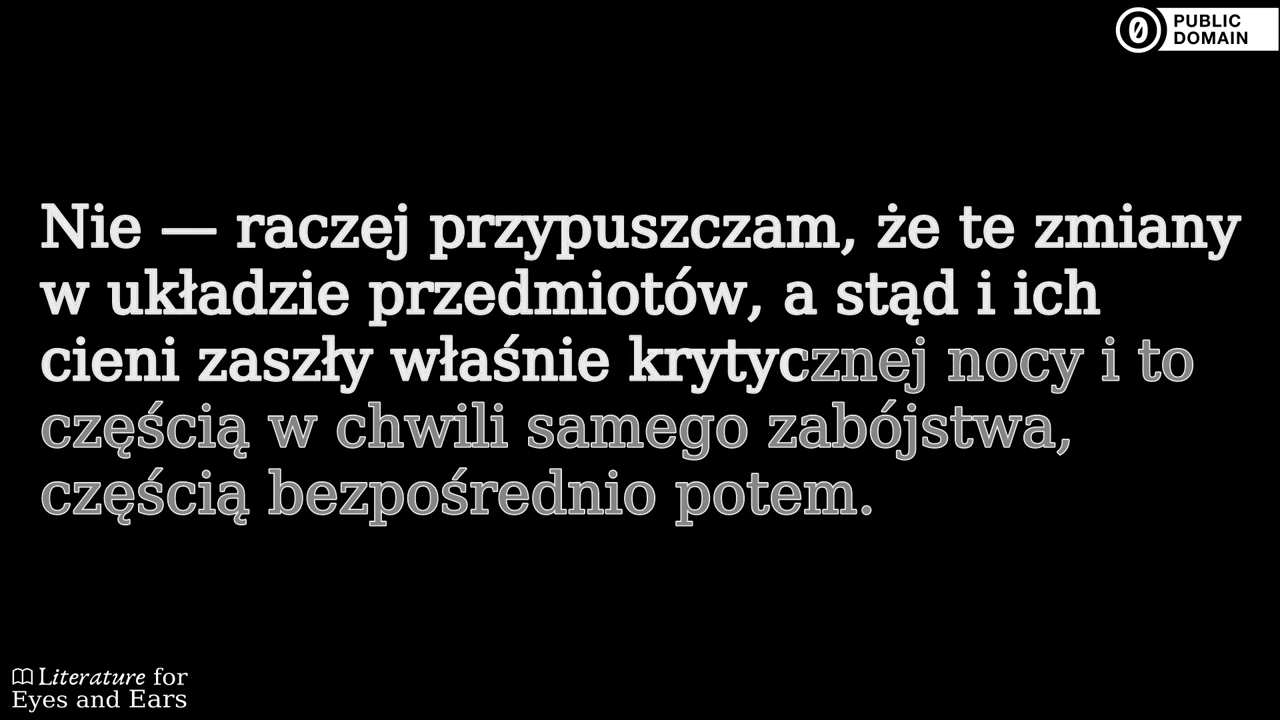 PUBLIC
DOMAIN
Nie — raczej przypuszczam, że te zmiany
w układzie przedmiotów, a stąd i ich
cieni zaszły właśnie krytycznej nocy i to
częścią w chwili samego zabójstwa,
częścią bezpośrednio potem.
Literature for
Eyes and Ears